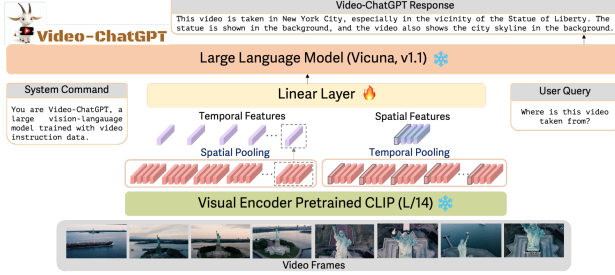 Video-ChatGPT Response
This video is taken in New York City, especially in the vicinity of the Statue of Liberty. The
statue is shown in the background, and the video also shows the city skyline in the background.
Video-ChatGPT
Large Language Model (Vicuna, v1.1)
System Command
You are Video-ChatGPT, a
large vision-langauage
model trained with video
instruction data.
Linear Layer
User Query
Where is this video
taken from?
Temporal Features
Spatial Features
Spatial Pooling
Temporal Pooling
Visual Encoder Pretrained CLIP (L/14)
Video Frames